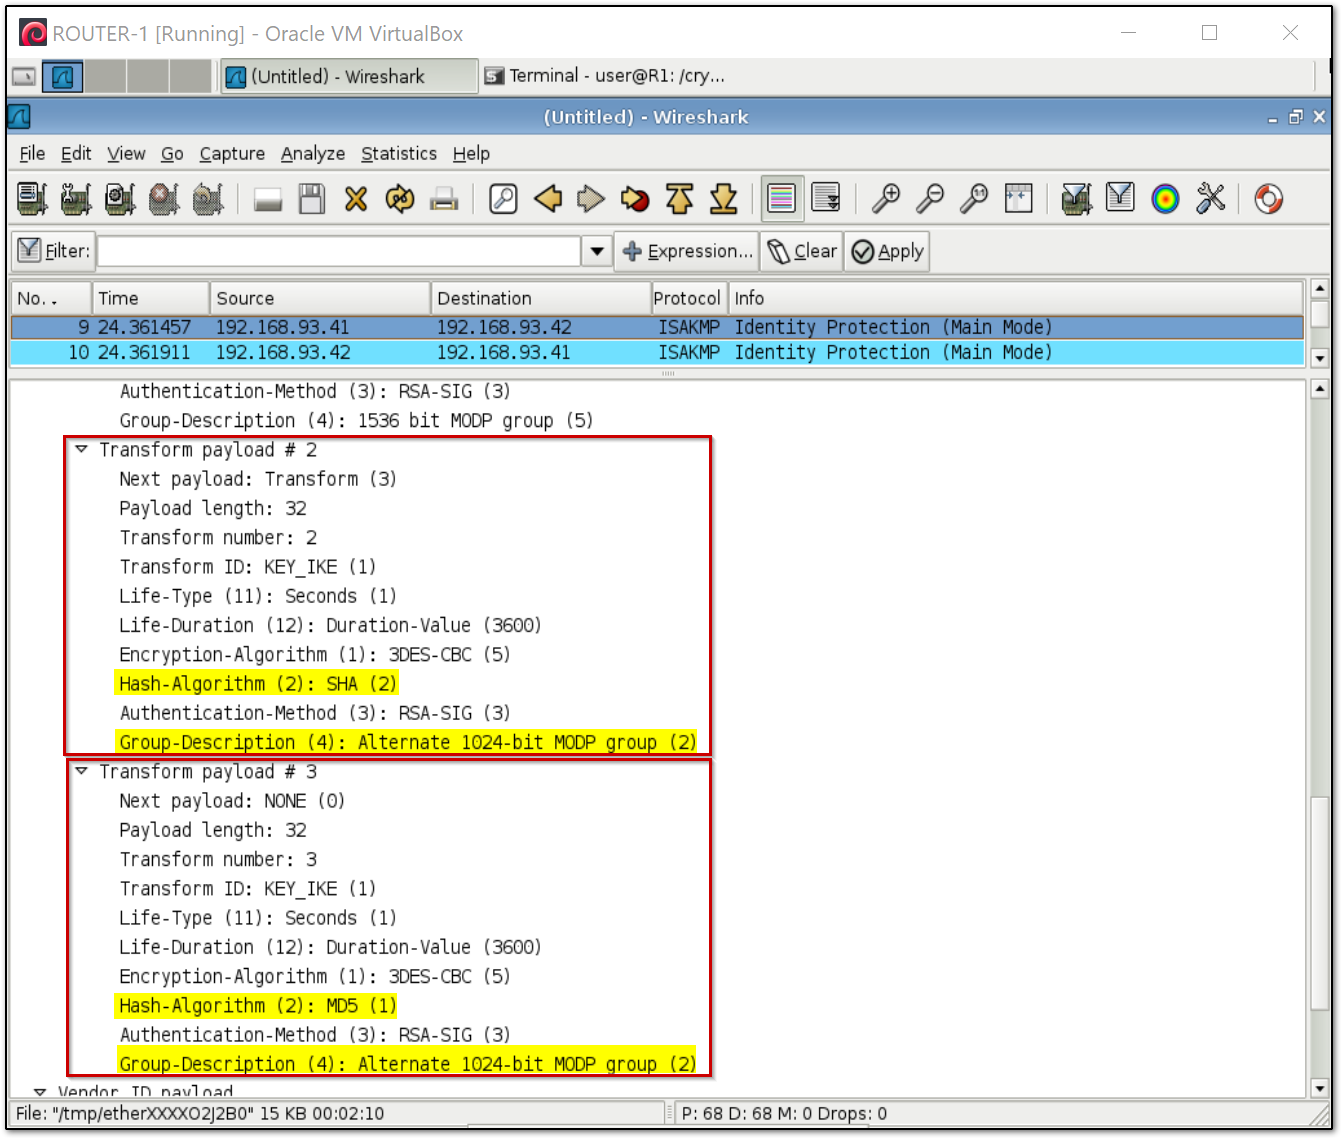 ROUTER-1 [Running] - Oracle VM VirtualBox
(Untitled) - Wireshark Terminal - user@R1: /cry...
(Untitled) - Wireshark
File Edit View Go Capture Analyze Statistics Help
Filter: Expression... Clear Apply
No. . Time Source Destination Protocol Info
9 24.361457 192.168.93.41 192.168.93.42 ISAKMP Identity Protection (Main Mode)
10 24.361911 192.168.93.42 192.168.93.41 ISAKMP Identity Protection (Main Mode)
Authentication-Method (3): RSA-SIG (3)
Group-Description (4): 1536 bit MODP group (5)
Transform payload # 2
Next payload: Transform (3)
Payload length: 32
Transform number: 2
Transform ID: KEY_IKE (1)
Life-Type (11): Seconds (1)
Life-Duration (12): Duration-Value (3600)
Encryption-Algorithm (1): 3DES-CBC (5)
Hash-Algorithm (2): SHA (2)
Authentication-Method (3): RSA-SIG (3)
Group-Description (4): Alternate 1024-bit MODP group (2)
Transform payload # 3
Next payload: NONE (0)
Payload length: 32
Transform number: 3
Transform ID: KEY_IKE (1)
Life-Type (11): Seconds (1)
Life-Duration (12): Duration-Value (3600)
Encryption-Algorithm (1): 3DES-CBC (5)
Hash-Algorithm (2): MD5 (1)
Authentication-Method (3): RSA-SIG (3)
Group-Description (4): Alternate 1024-bit MODP group (2)
Vendor ID payload
File: "/tmp/etherXXXXO2J2B0" 15 KB 00:02:10 P: 68 D: 68 M: 0 Drops: 0